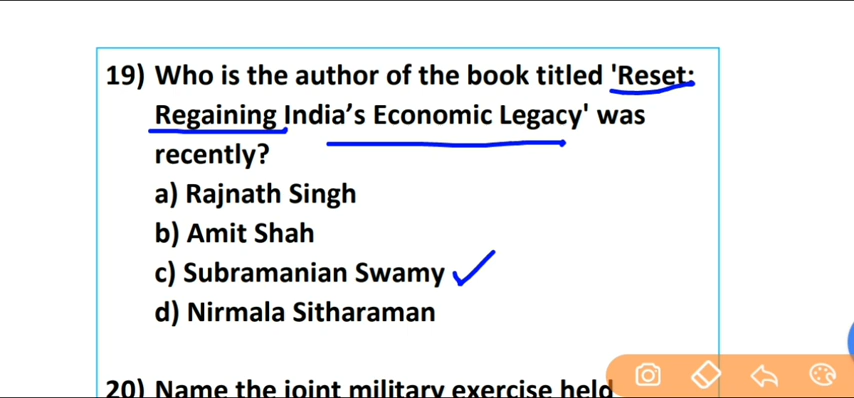 19) Who is the author of the book titled 'Reset:
Regaining India’s Economic Legacy' was
recently?
a) Rajnath Singh
b) Amit Shah
c) Subramanian Swamy
d) Nirmala Sitharaman
20) Name the joint military exercise held